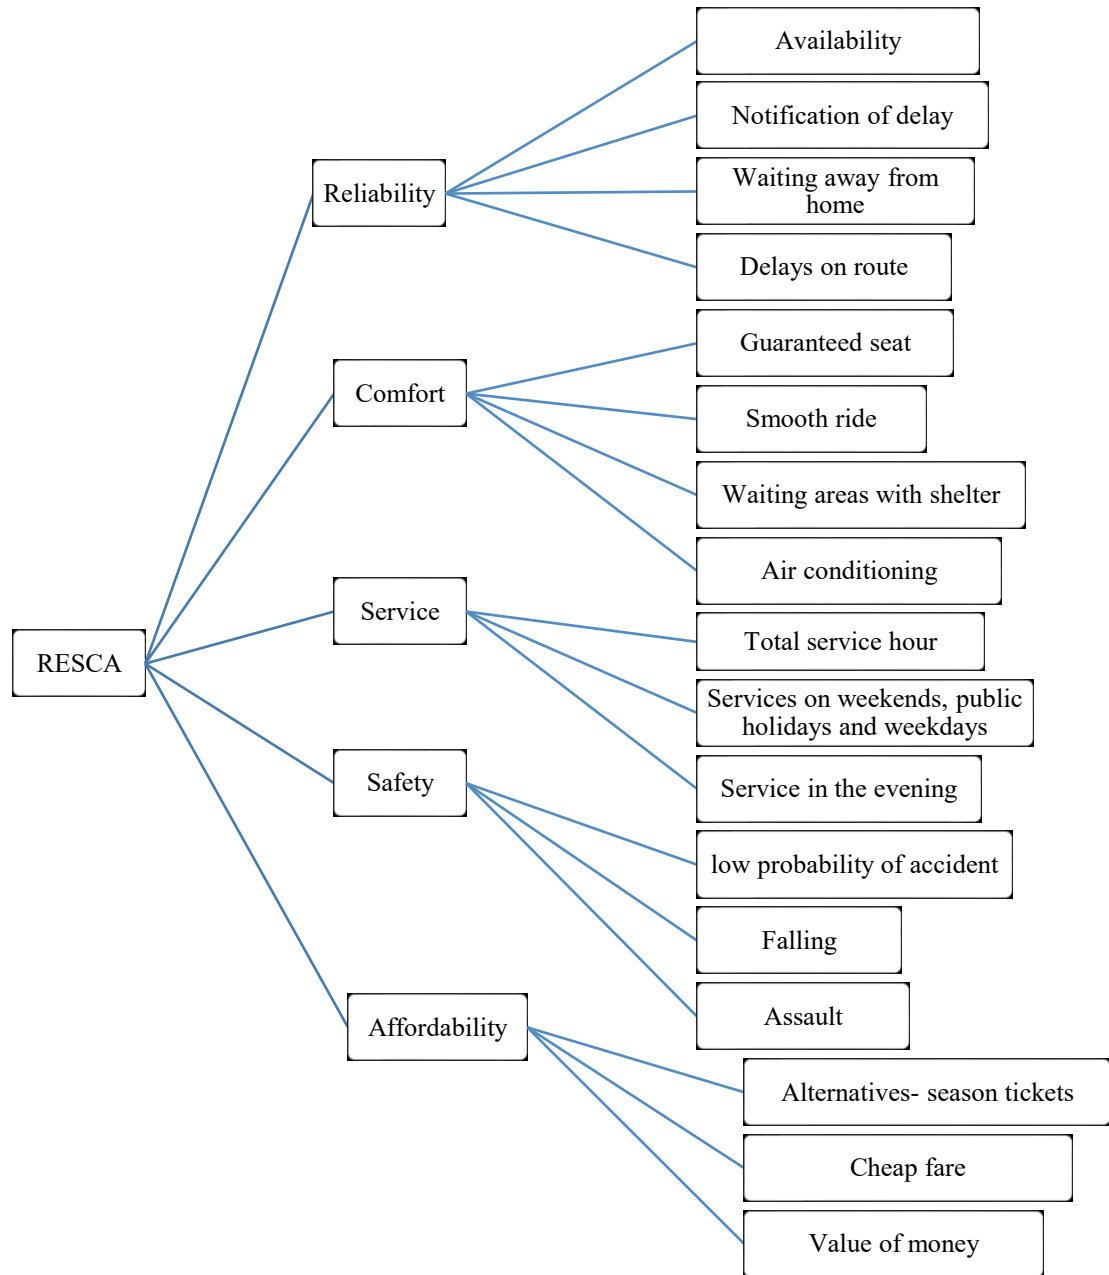 RESCA
Reliability
Availability
Notification of delay
Waiting away from
home
Delays on route
Comfort
Guaranteed seat
Smooth ride
Waiting areas with shelter
Air conditioning
Service
Total service hour
Services on weekends, public
holidays and weekdays
Service in the evening
Safety
low probability of accident
Falling
Assault
Affordability
Alternatives- season tickets
Cheap fare
Value of money